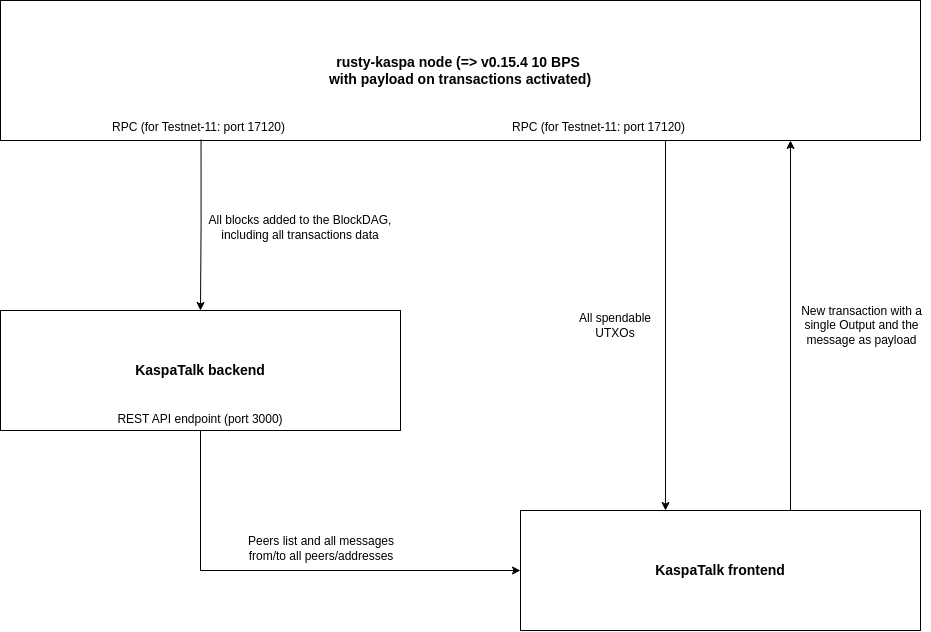 rusty-kaspa node (=> v0.15.4 10 BPS
with payload on transactions activated)
RPC (for Testnet-11: port 17120)
RPC (for Testnet-11: port 17120)
All blocks added to the BlockDAG,
including all transactions data
All spendable
UTXOs
New transaction with a
single Output and the
message as payload
KaspaTalk backend
REST API endpoint (port 3000)
Peers list and all messages
from/to all peers/addresses
KaspaTalk frontend